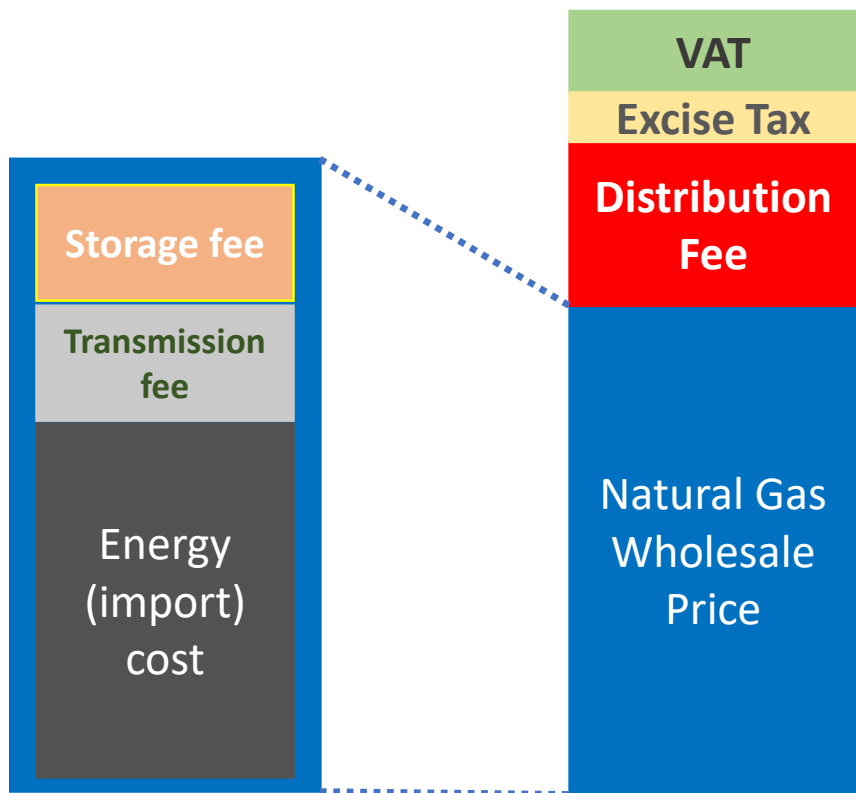 Storage fee
Transmission
fee
Energy
(import)
cost
VAT
Excise Tax
Distribution
Fee
Natural Gas
Wholesale
Price